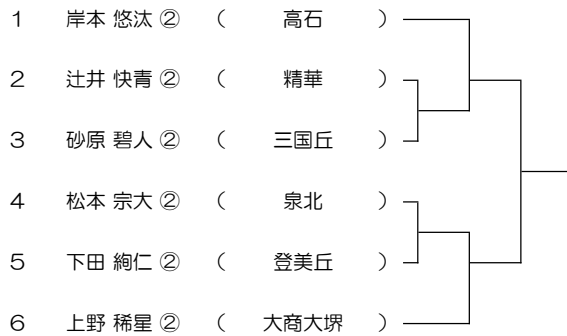 1 岸本 悠汰 ② ( 高石 )
2 辻井 快青 ② ( 精華 )
3 砂原 碧人 ② ( 三国丘 )
4 松本 宗大 ② ( 泉北 )
5 下田 絢仁 ② ( 登美丘 )
6 上野 稀星 ② ( 大商大堺 )